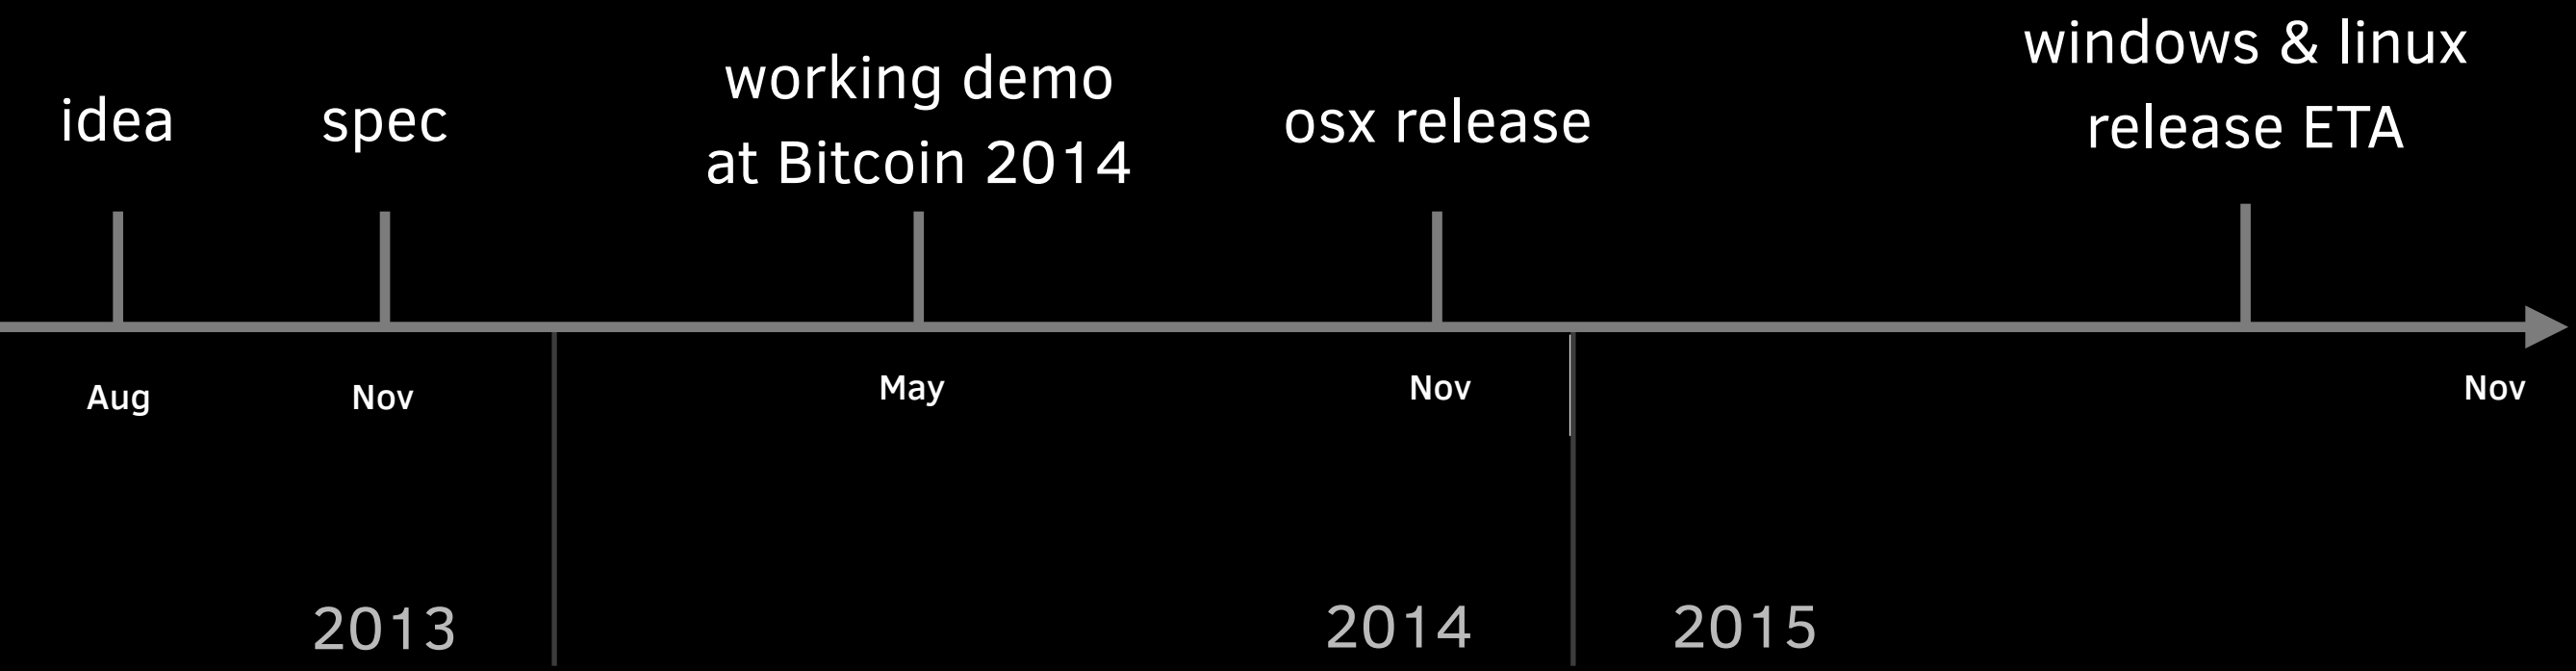 idea
spec
working demo
at Bitcoin 2014
osx release
windows & linux
release ETA
Aug
Nov
May
Nov
Nov
2013
2014
2015